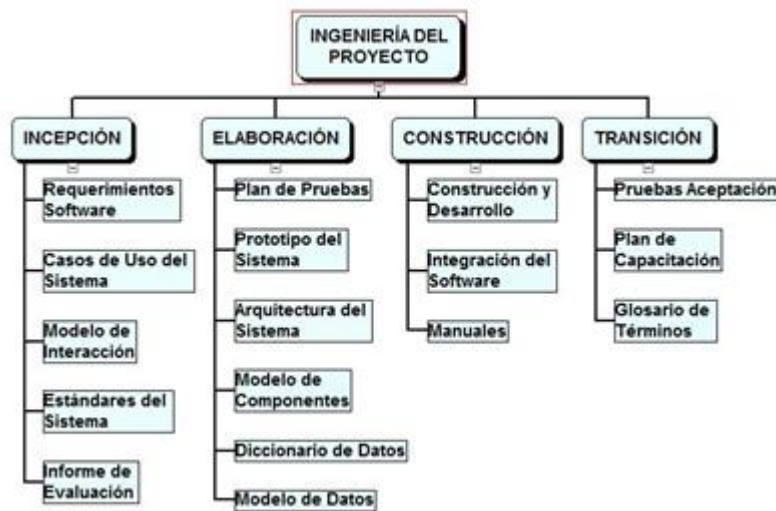 INGENIERÍA DEL
PROYECTO
INCEPCIÓN
Requerimientos
Software
Casos de Uso del
Sistema
Modelo de
Interacción
Estándares del
Sistema
Informe de
Evaluación
ELABORACIÓN
Plan de Pruebas
Prototipo del
Sistema
Arquitectura del
Sistema
Modelo de
Componentes
Diccionario de Datos
Modelo de Datos
CONSTRUCCIÓN
Construcción y
Desarrollo
Integración del
Software
Manuales
TRANSICIÓN
Pruebas Aceptación
Plan de
Capacitación
Glosario de
Términos